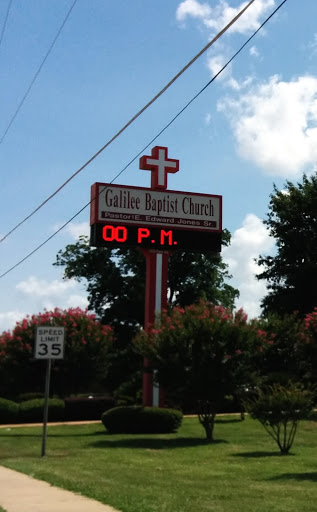 Galilee Baptist Church
Pastor: E. Edward Jones Sr.
00 P.M.
SPEED
LIMIT
35